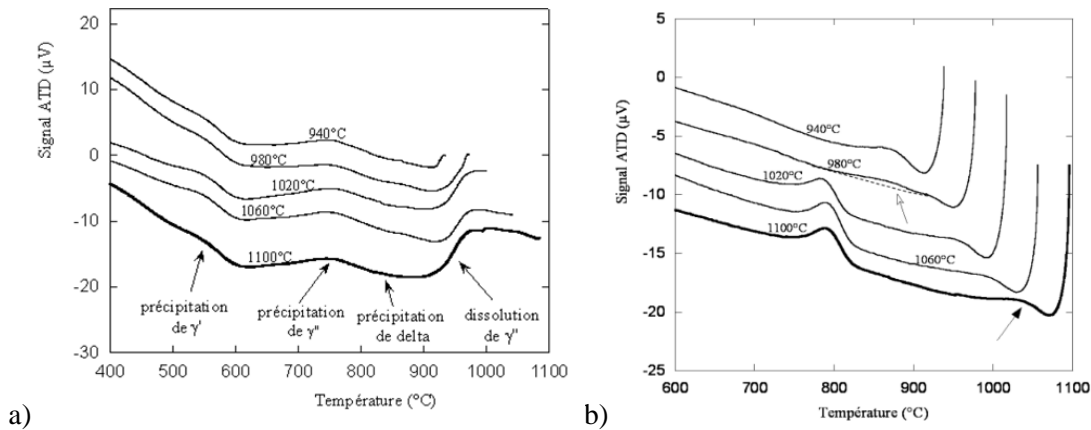 a)
Signal ATD (µV)
20
10
0
-10
-20
-30
940°C
980°C
1020°C
1060°C
1100°C
précipitation
de γ'
précipitation
de γ"
précipitation
de delta
dissolution
de γ"
400
500
600
700
800
900
1000
1100
Température (°C)
b)
Signal ATD (µV)
5
0
-5
-10
-15
-20
-25
940°C
980°C
1020°C
1060°C
1100°C
600
700
800
900
1000
1100
Température (°C)